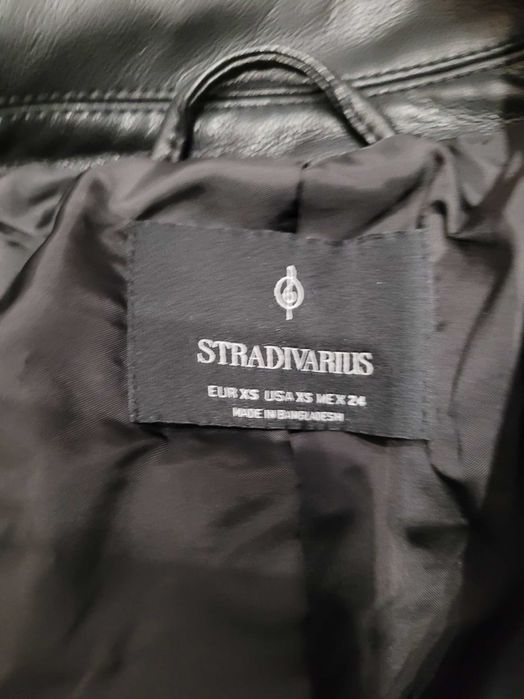 STRADIVARIUS
EUR XS USA XS MEX 24
MADE IN BANGLADESH